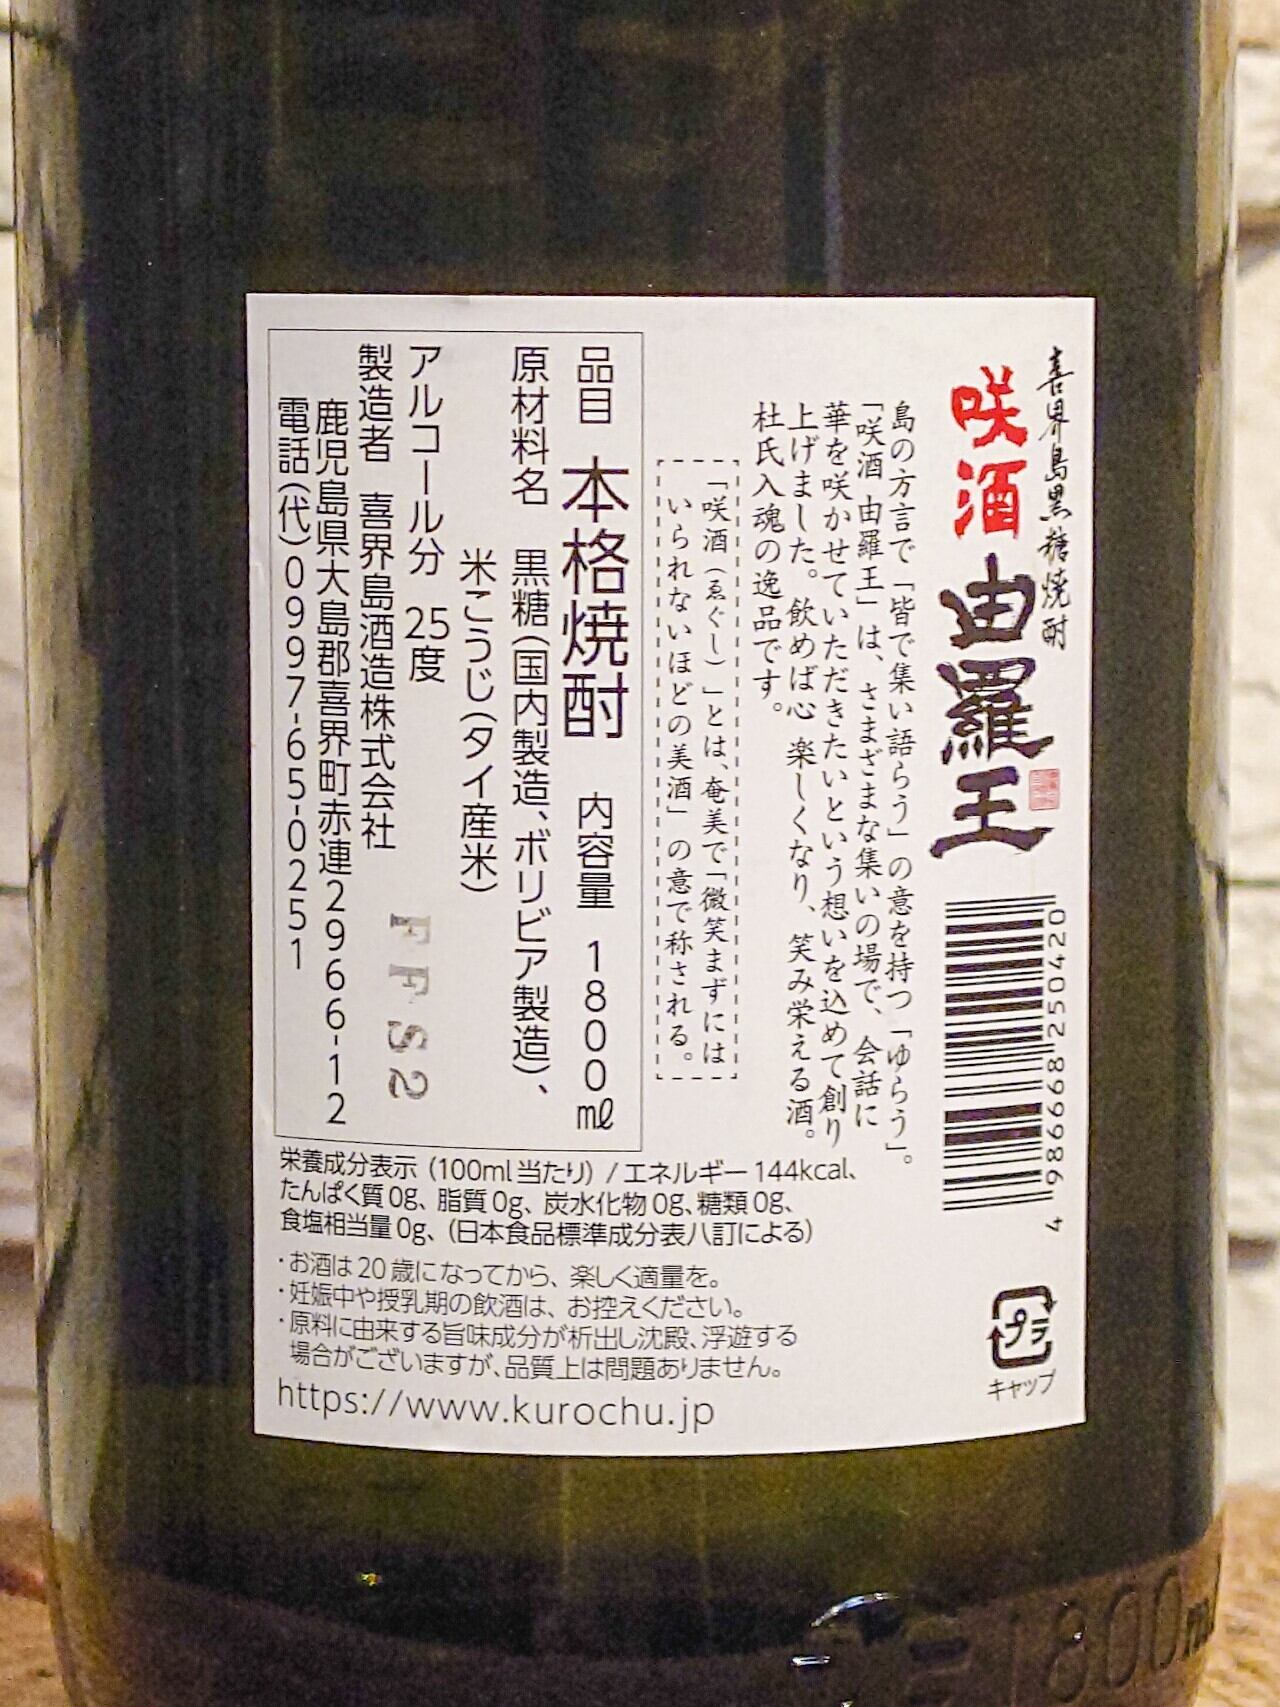 喜界島黒糖焼酎
咲酒 由羅王
島の方言で「皆で集い語らう」の意を持つ「ゆらう」。
「咲酒 由羅王」は、さまざまな集いの場で、会話に
華を咲かせていただきたいという想いを込めて創り
上げました。飲めば心 楽しくなり、笑み栄える酒。
杜氏入魂の逸品です。
「咲酒(ゑぐし)」とは、奄美で「微笑まずには
いられないほどの美酒」の意で称される。
品目 本格焼酎 内容量 1800㎖
原材料名 黒糖(国内製造、ボリビア製造)、
米こうじ(タイ産米)
アルコール分 25度
製造者 喜界島酒造株式会社
鹿児島県大島郡喜界町赤連2966-12
電話(代)0997-65-0251
FFS2
栄養成分表示(100ml当たり)/エネルギー144kcal、
たんぱく質0g、脂質0g、炭水化物0g、糖類0g、
食塩相当量0g、(日本食品標準成分表八訂による)
・お酒は20歳になってから、楽しく適量を。
・妊娠中や授乳期の飲酒は、お控えください。
・原料に由来する旨味成分が析出し沈殿、浮遊する
場合がございますが、品質上は問題ありません。
https://www.kurochu.jp
4 986668 250420
プラ
キャップ
1800ml